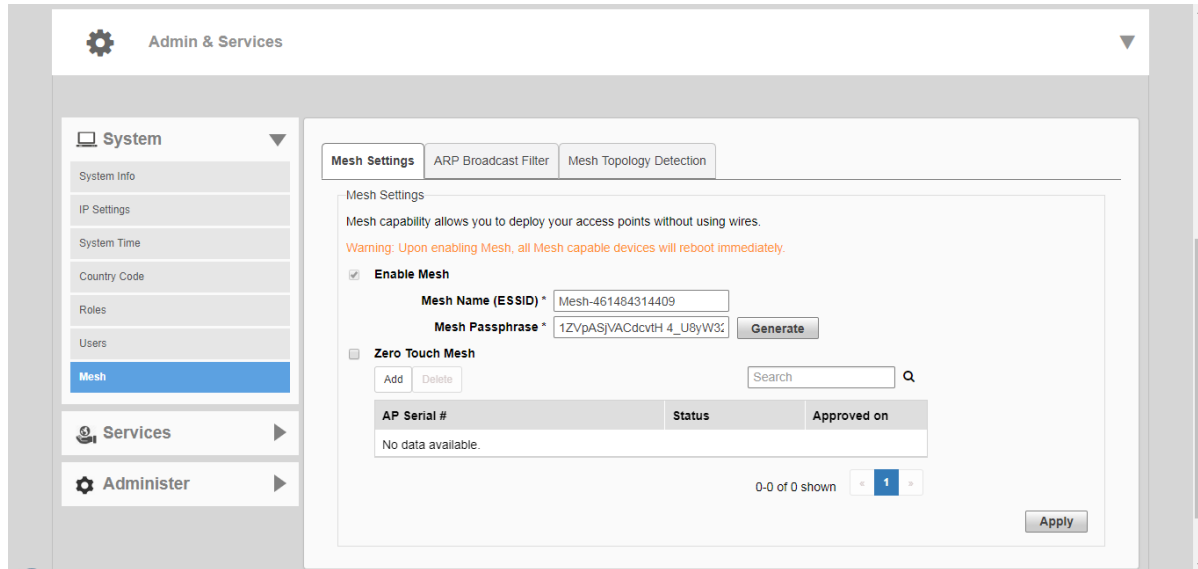 Admin & Services
System
System Info
IP Settings
System Time
Country Code
Roles
Users
Mesh
Services
Administer
Mesh Settings ARP Broadcast Filter Mesh Topology Detection
Mesh Settings
Mesh capability allows you to deploy your access points without using wires.
Warning: Upon enabling Mesh, all Mesh capable devices will reboot immediately.
Enable Mesh
Mesh Name (ESSID) * Mesh-461484314409
Mesh Passphrase * 1ZVpASjVACdcvtH 4_U8yW32 Generate
Zero Touch Mesh
Add Delete Search
AP Serial # Status Approved on
No data available.
0-0 of 0 shown « 1 »
Apply